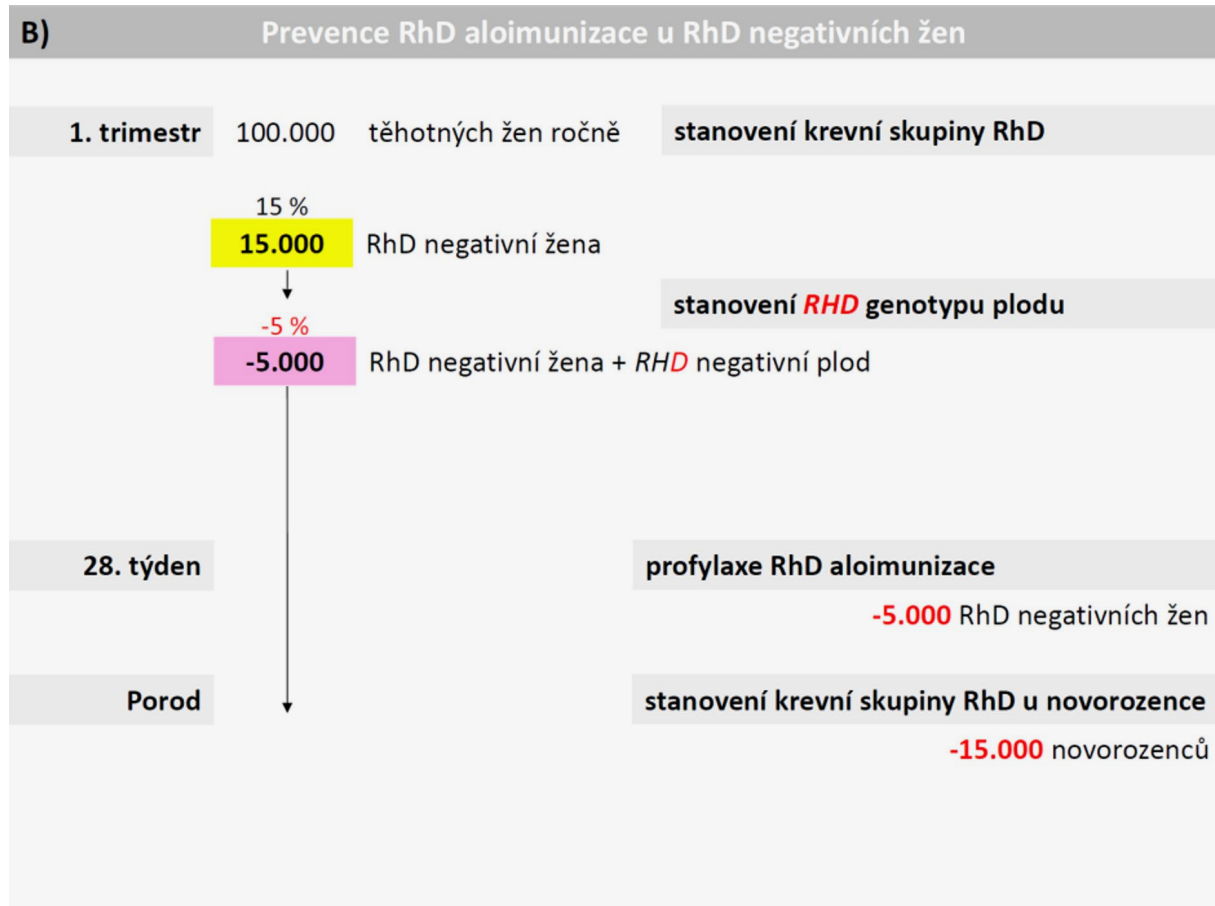 B) Prevence RhD aloimunizace u RhD negativních žen
1. trimestr 100.000 těhotných žen ročně stanovení krevní skupiny RhD
15 %
15.000 RhD negativní žena
stanovení RHD genotypu plodu
-5 %
-5.000 RhD negativní žena + RHD negativní plod
28. týden profylaxe RhD aloimunizace
-5.000 RhD negativních žen
Porod stanovení krevní skupiny RhD u novorozence
-15.000 novorozenců